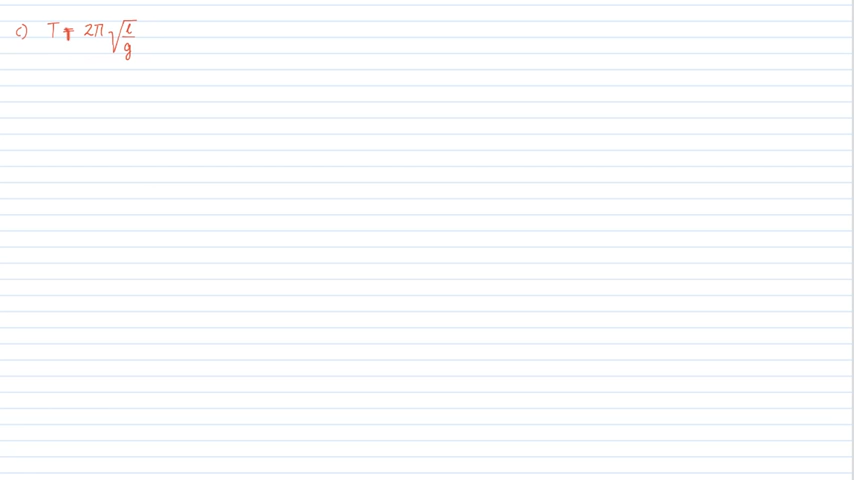 c) T = 2π √(l/g)